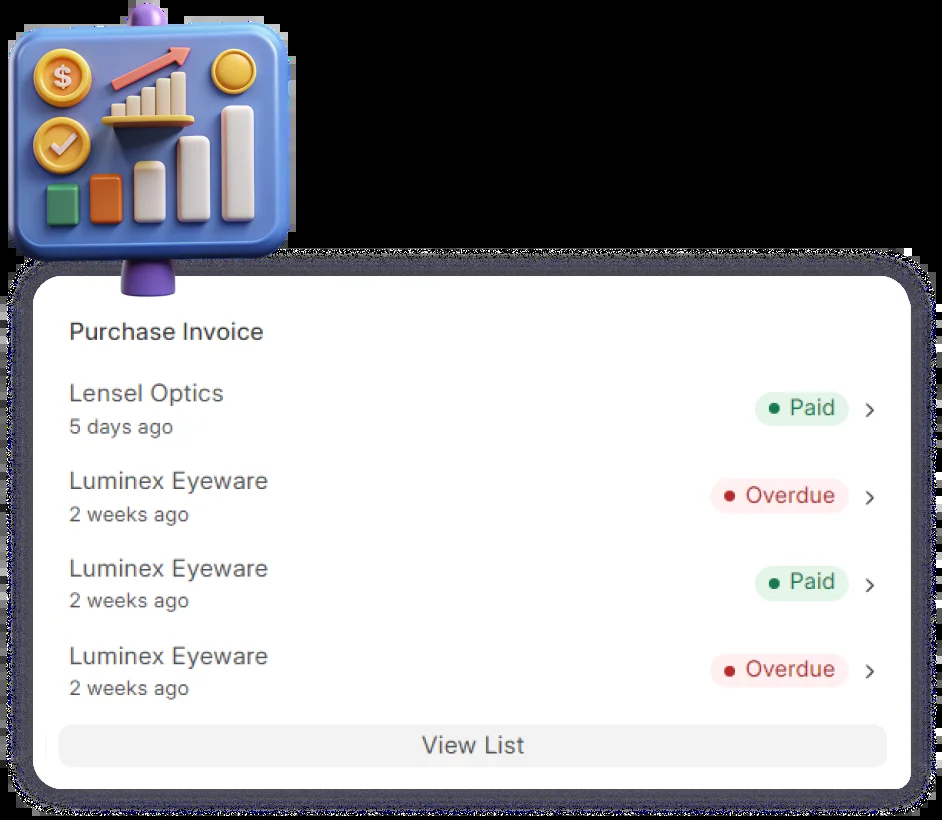 $
Purchase Invoice
Lensel Optics
5 days ago
Paid
Luminex Eyeware
2 weeks ago
Overdue
Luminex Eyeware
2 weeks ago
Paid
Luminex Eyeware
2 weeks ago
Overdue
View List